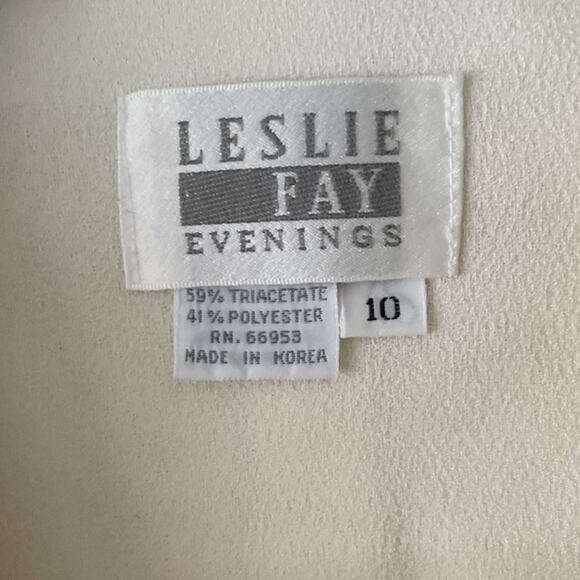 LESLIE
FAY
EVENINGS
59% TRIACETATE
41% POLYESTER
RN. 66953
MADE IN KOREA
10